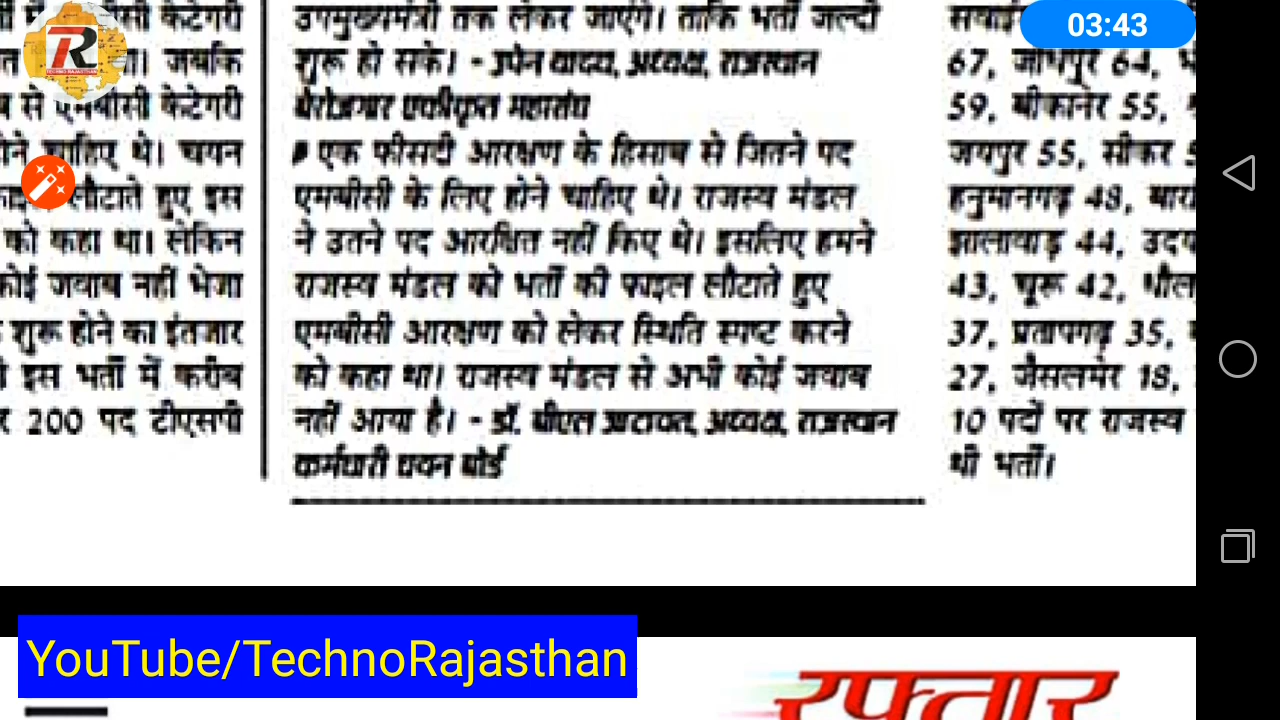 केटेगरी
जबकि
से एमबीसी केटेगरी
चाहिए थे। चयन
लौटाते हुए इस
को कहा था। लेकिन
कोई जवाब नहीं भेजा
शुरू होने का इंतजार
इस भर्ती में करीब
200 पद टीएसपी
उपमुख्यमंत्री तक लेकर जाएंगे। ताकि भर्ती जल्दी
शुरू हो सके। - उपेन यादव, अध्यक्ष, राजस्थान
बेरोजगार एकीकृत महासंघ
एक फीसदी आरक्षण के हिसाब से जितने पद
एमबीसी के लिए होने चाहिए थे। राजस्व मंडल
ने उतने पद आरक्षित नहीं किए थे। इसलिए हमने
राजस्व मंडल को भर्ती की फाइल लौटाते हुए
एमबीसी आरक्षण को लेकर स्थिति स्पष्ट करने
को कहा था। राजस्व मंडल से अभी कोई जवाब
नहीं आया है। - डॉ. बीएल जाटावत, अध्यक्ष, राजस्थान
कर्मचारी चयन बोर्ड
67, जोधपुर 64,
59, बीकानेर 55,
जयपुर 55, सीकर
हनुमानगढ़ 48,
झालावाड़ 44,
43, चूरू 42,
37, प्रतापगढ़ 35,
27, जैसलमेर 18,
10 पदों पर राजस्व
थी भर्ती।
03:43
TECHNO RAJASTHAN
YouTube/TechnoRajasthan
रफ्तार